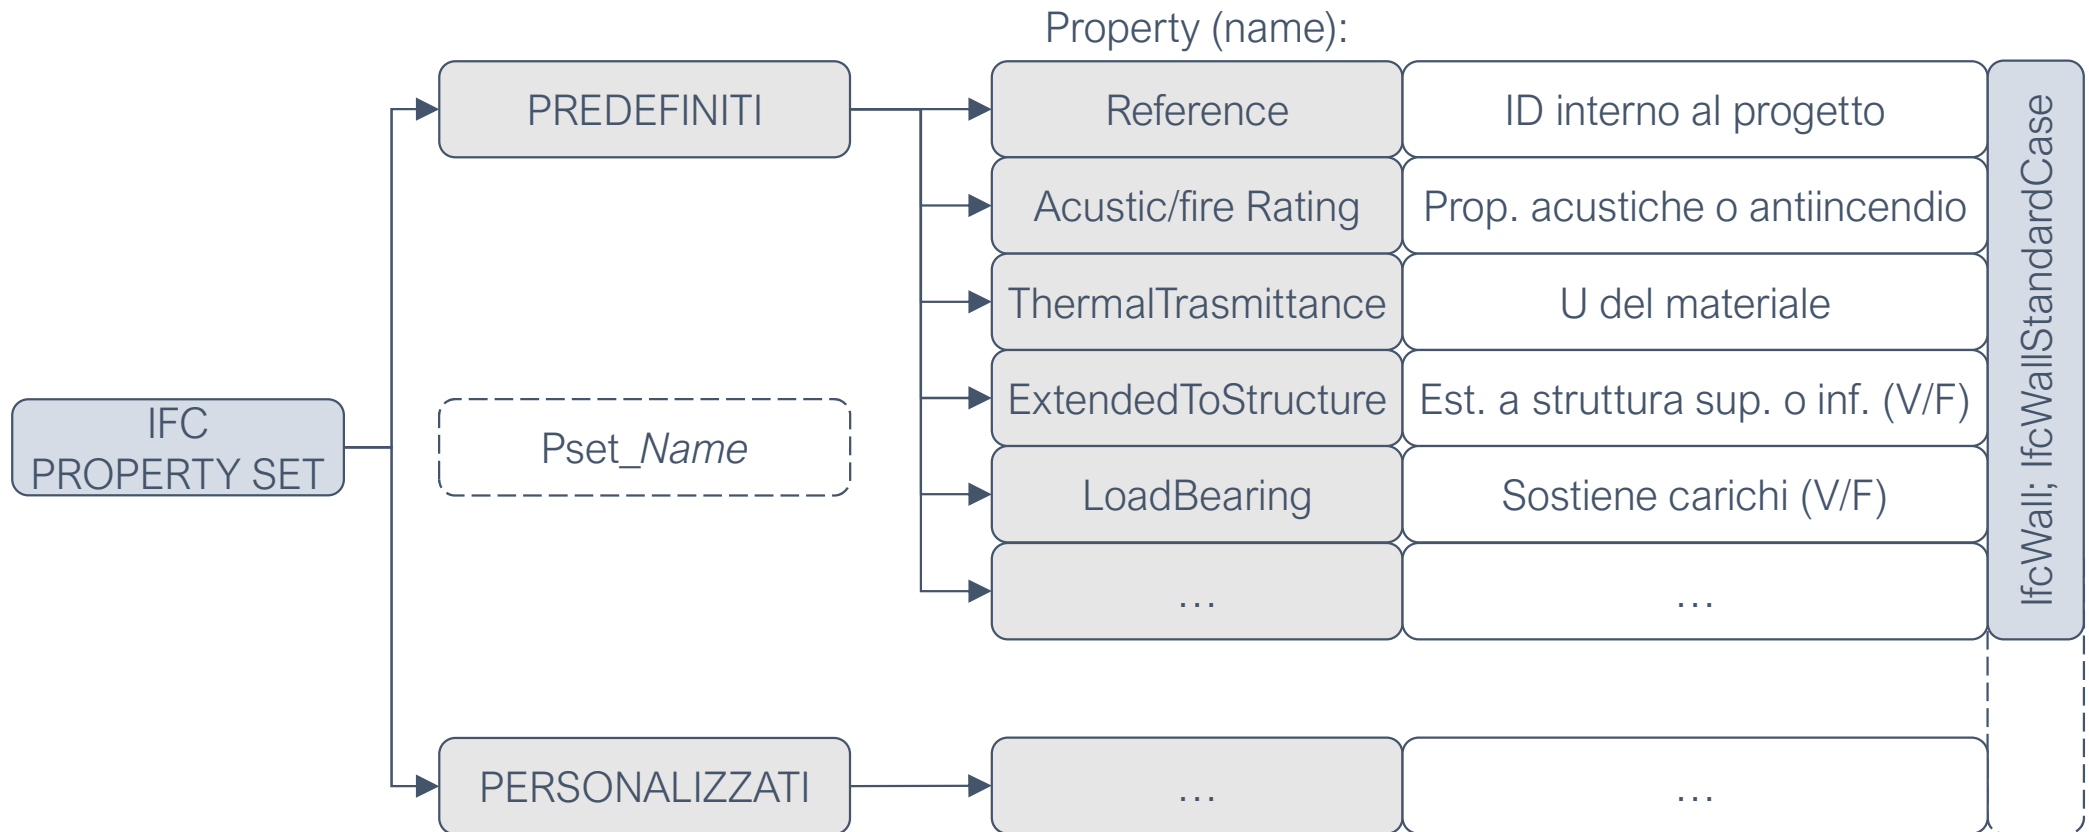 Property (name):
PREDEFINITI
Reference
ID interno al progetto
Acustic/fire Rating
Prop. acustiche o antiincendio
ThermalTrasmittance
U del materiale
ExtendedToStructure
Est. a struttura sup. o inf. (V/F)
IFC
PROPERTY SET
Pset_Name
LoadBearing
Sostiene carichi (V/F)
…
…
IfcWall; IfcWallStandardCase
PERSONALIZZATI
…
…